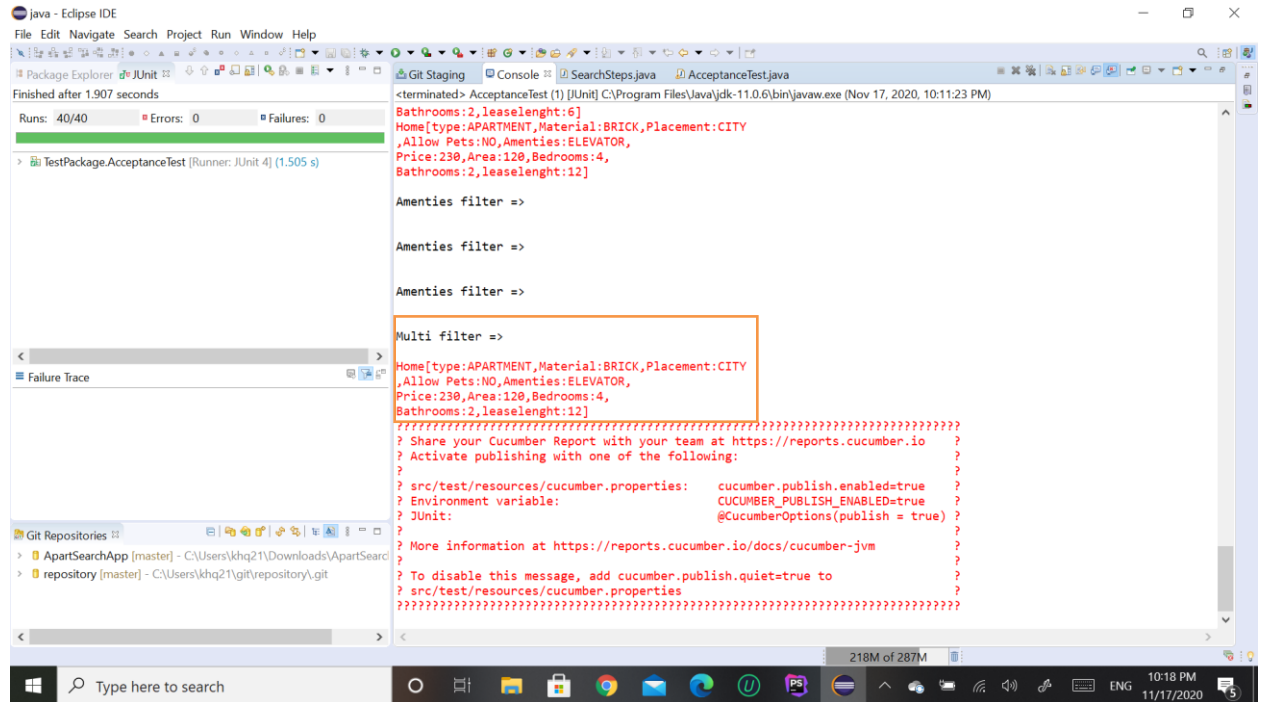 java - Eclipse IDE
File Edit Navigate Search Project Run Window Help
Package Explorer JUnit
Finished after 1.907 seconds
Runs: 40/40 Errors: 0 Failures: 0
TestPackage.AcceptanceTest [Runner: JUnit 4] (1.505 s)
Failure Trace
Git Repositories
ApartSearchApp [master] - C:\Users\khq21\Downloads\ApartSearc
repository [master] - C:\Users\khq21\git\repository\.git
Git Staging Console SearchSteps.java AcceptanceTest.java
<terminated> AcceptanceTest (1) [JUnit] C:\Program Files\Java\jdk-11.0.6\bin\javaw.exe (Nov 17, 2020, 10:11:23 PM)
Bathrooms:2,leaselenght:6]
Home[type:APARTMENT,Material:BRICK,Placement:CITY
,Allow Pets:NO,Amenties:ELEVATOR,
Price:230,Area:120,Bedrooms:4,
Bathrooms:2,leaselenght:12]
Amenties filter =>
Amenties filter =>
Amenties filter =>
Multi filter =>
Home[type:APARTMENT,Material:BRICK,Placement:CITY
,Allow Pets:NO,Amenties:ELEVATOR,
Price:230,Area:120,Bedrooms:4,
Bathrooms:2,leaselenght:12]
??????????????????????????????????????????????????????????????????????????????
? Share your Cucumber Report with your team at https://reports.cucumber.io ?
? Activate publishing with one of the following: ?
? ?
? src/test/resources/cucumber.properties: cucumber.publish.enabled=true ?
? Environment variable: CUCUMBER_PUBLISH_ENABLED=true ?
? JUnit: @CucumberOptions(publish = true) ?
? ?
? More information at https://reports.cucumber.io/docs/cucumber-jvm ?
? ?
? To disable this message, add cucumber.publish.quiet=true to ?
? src/test/resources/cucumber.properties ?
??????????????????????????????????????????????????????????????????????????????
218M of 287M
Type here to search
PS
ENG
10:18 PM
11/17/2020
5